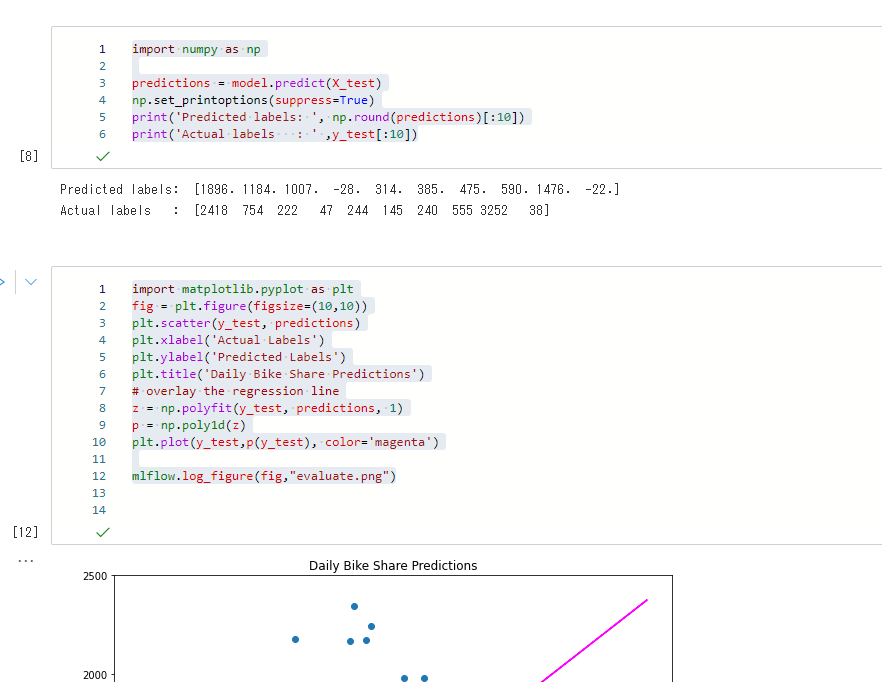 1 import numpy as np
2
3 predictions = model.predict(X_test)
4 np.set_printoptions(suppress=True)
5 print('Predicted labels: ', np.round(predictions)[:10])
6 print('Actual labels   : ' ,y_test[:10])
[8]
Predicted labels:  [1896. 1184. 1007.  -28.  314.  385.  475.  590. 1476.  -22.]
Actual labels   :  [2418  754  222   47  244  145  240  555 3252   38]
1 import matplotlib.pyplot as plt
2 fig = plt.figure(figsize=(10,10))
3 plt.scatter(y_test, predictions)
4 plt.xlabel('Actual Labels')
5 plt.ylabel('Predicted Labels')
6 plt.title('Daily Bike Share Predictions')
7 # overlay the regression line
8 z = np.polyfit(y_test, predictions, 1)
9 p = np.poly1d(z)
10 plt.plot(y_test,p(y_test), color='magenta')
11
12 mlflow.log_figure(fig,"evaluate.png")
13
14
[12]
...
Daily Bike Share Predictions
2500
2000